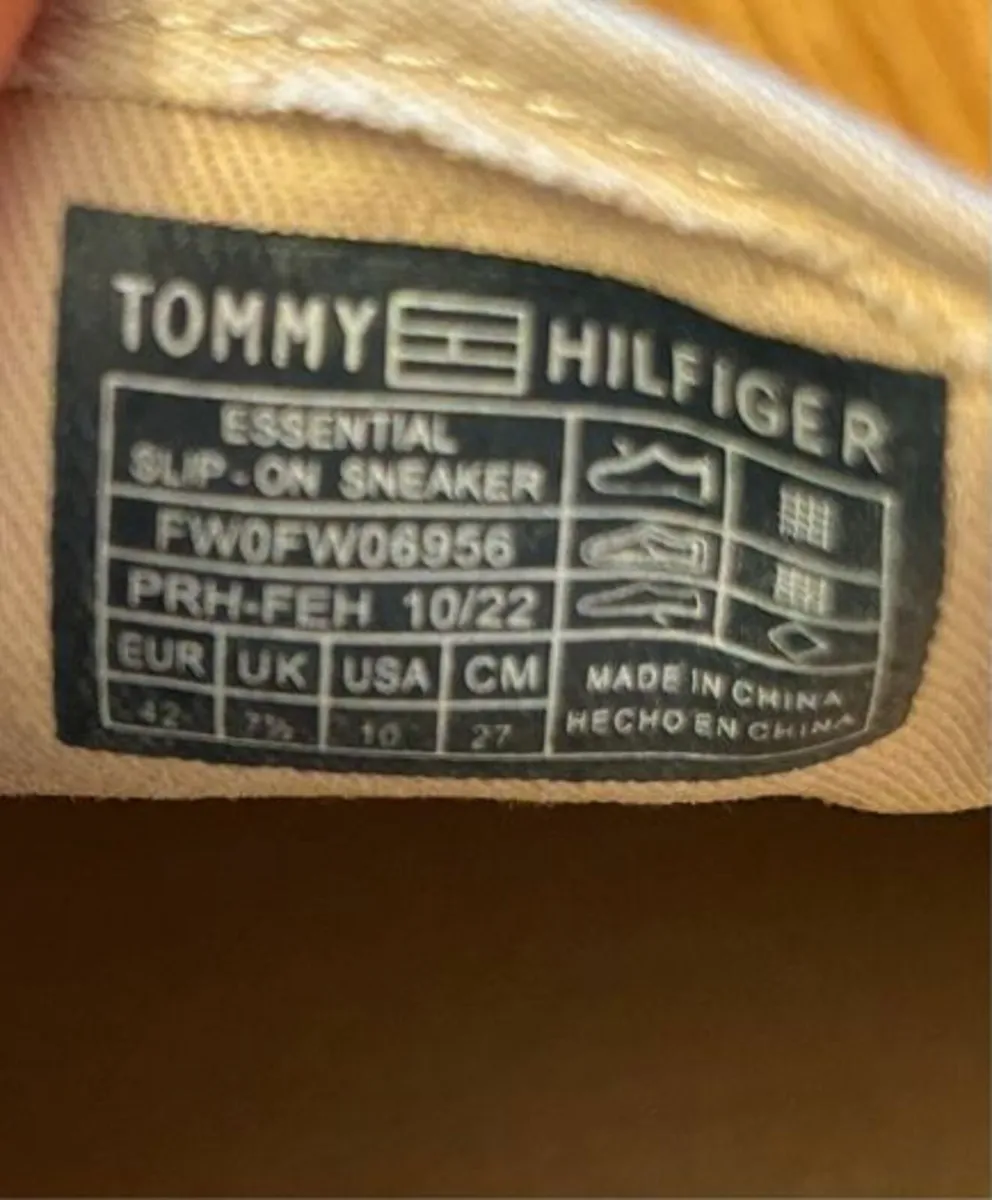 TOMMY HILFIGER
ESSENTIAL
SLIP-ON SNEAKER
FW0FW06956
PRH-FEH 10/22
EUR UK USA CM
42 7½ 10 27
MADE IN CHINA
HECHO EN CHINA